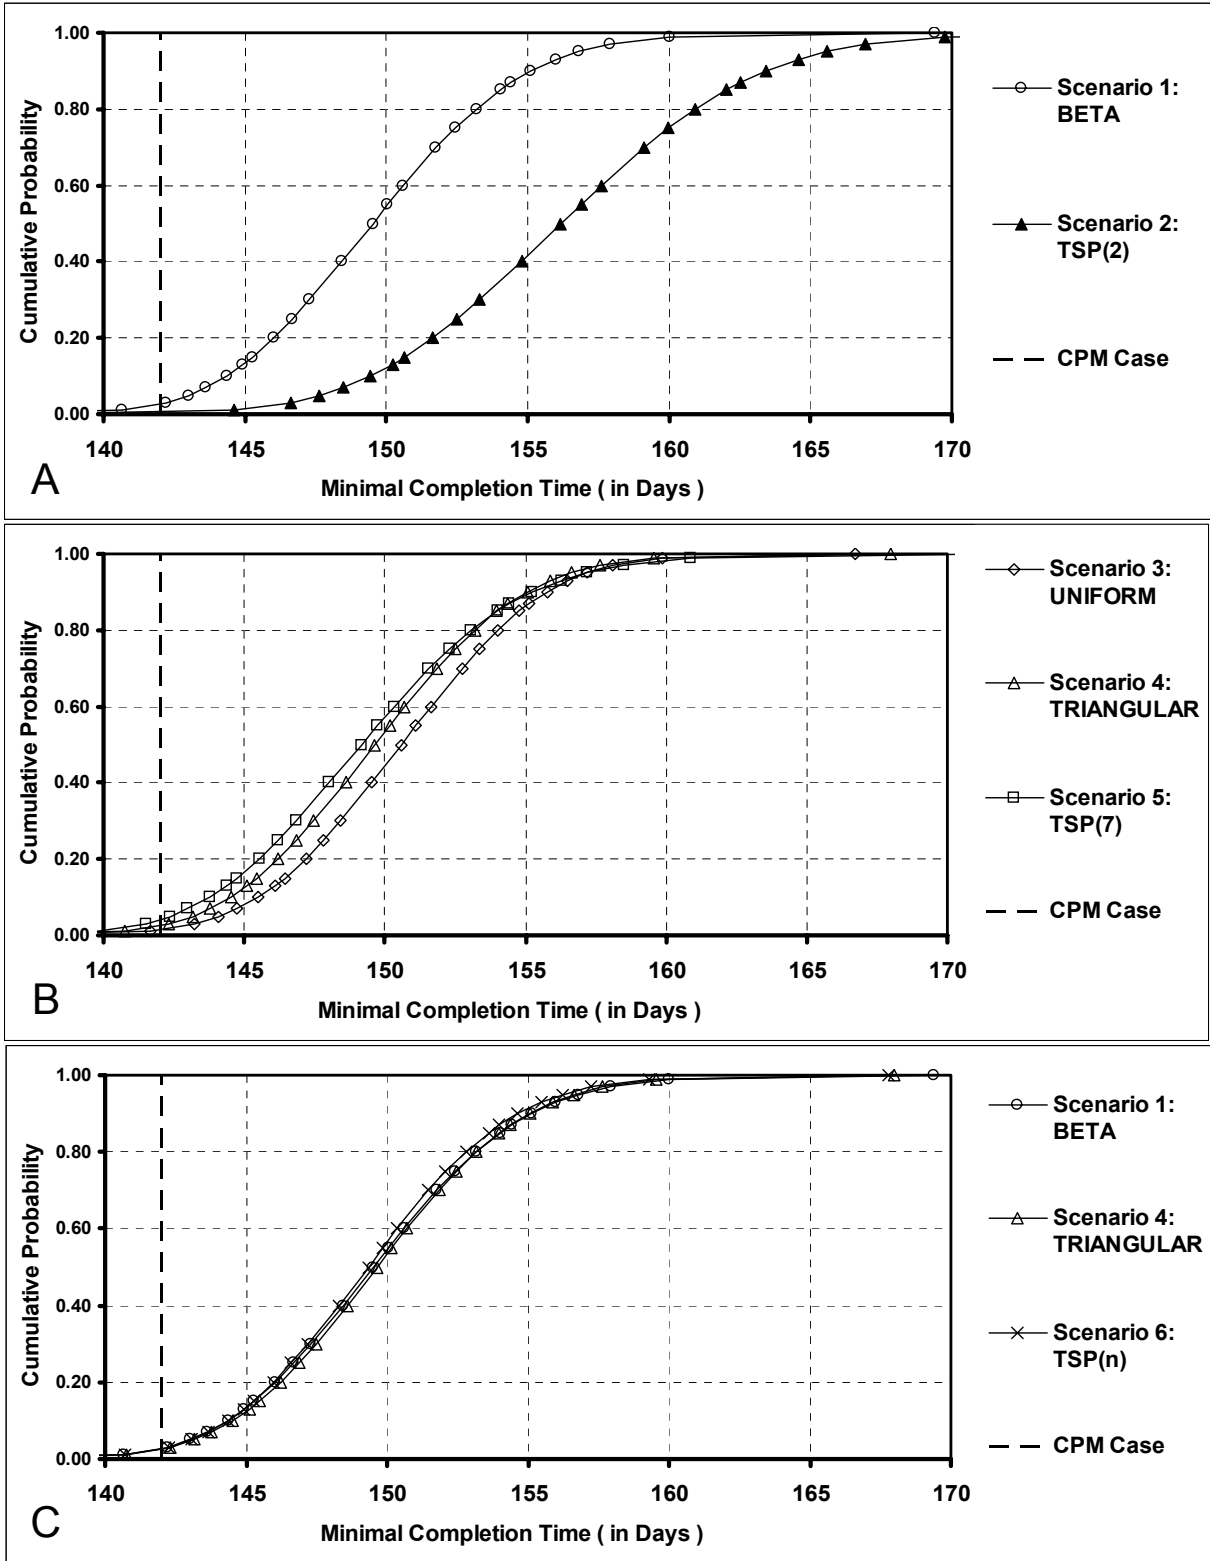 1.00
0.80
0.60
0.40
0.20
0.00
Cumulative Probability
140 145 150 155 160 165 170
Minimal Completion Time ( in Days )
A
Scenario 1:
BETA
Scenario 2:
TSP(2)
CPM Case
1.00
0.80
0.60
0.40
0.20
0.00
Cumulative Probability
140 145 150 155 160 165 170
Minimal Completion Time ( in Days )
B
Scenario 3:
UNIFORM
Scenario 4:
TRIANGULAR
Scenario 5:
TSP(7)
CPM Case
1.00
0.80
0.60
0.40
0.20
0.00
Cumulative Probability
140 145 150 155 160 165 170
Minimal Completion Time ( in Days )
C
Scenario 1:
BETA
Scenario 4:
TRIANGULAR
Scenario 6:
TSP(n)
CPM Case